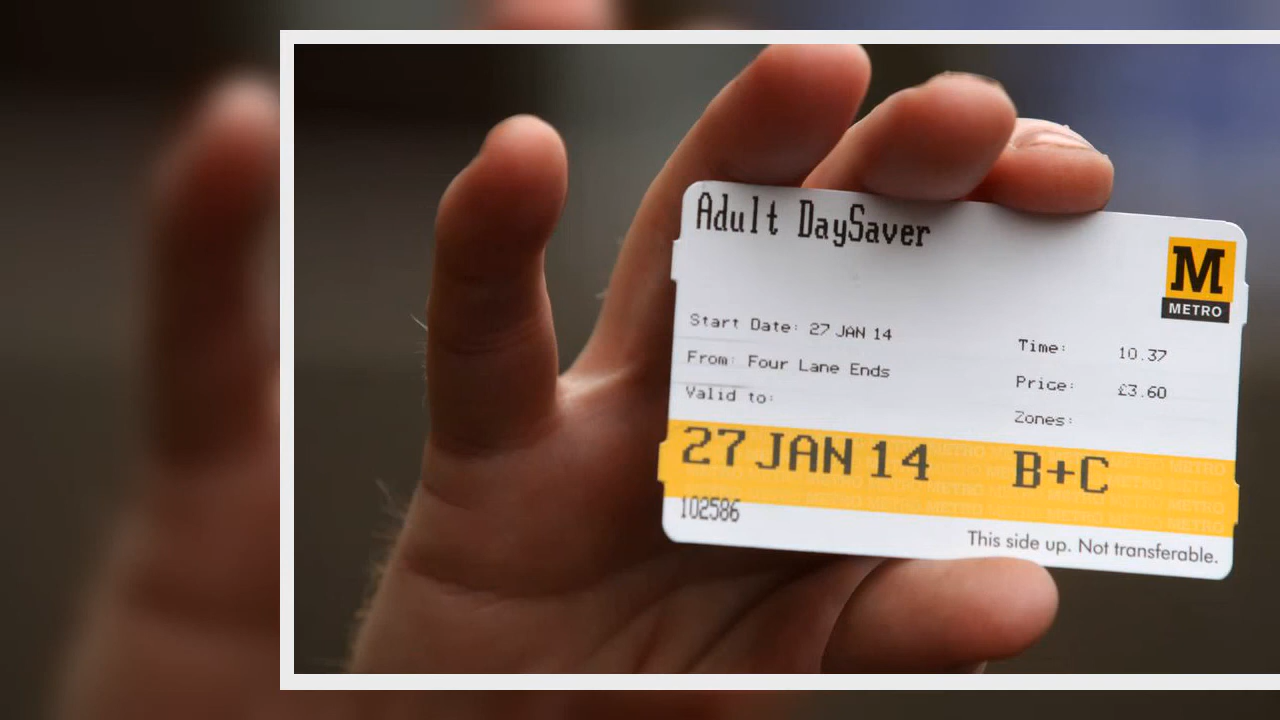 Adult DaySaver
M
METRO
Start Date: 27 JAN 14
Time: 10.37
From: Four Lane Ends
Price: £3.60
Valid to:
Zones:
27 JAN 14 B+C
102586
This side up. Not transferable.